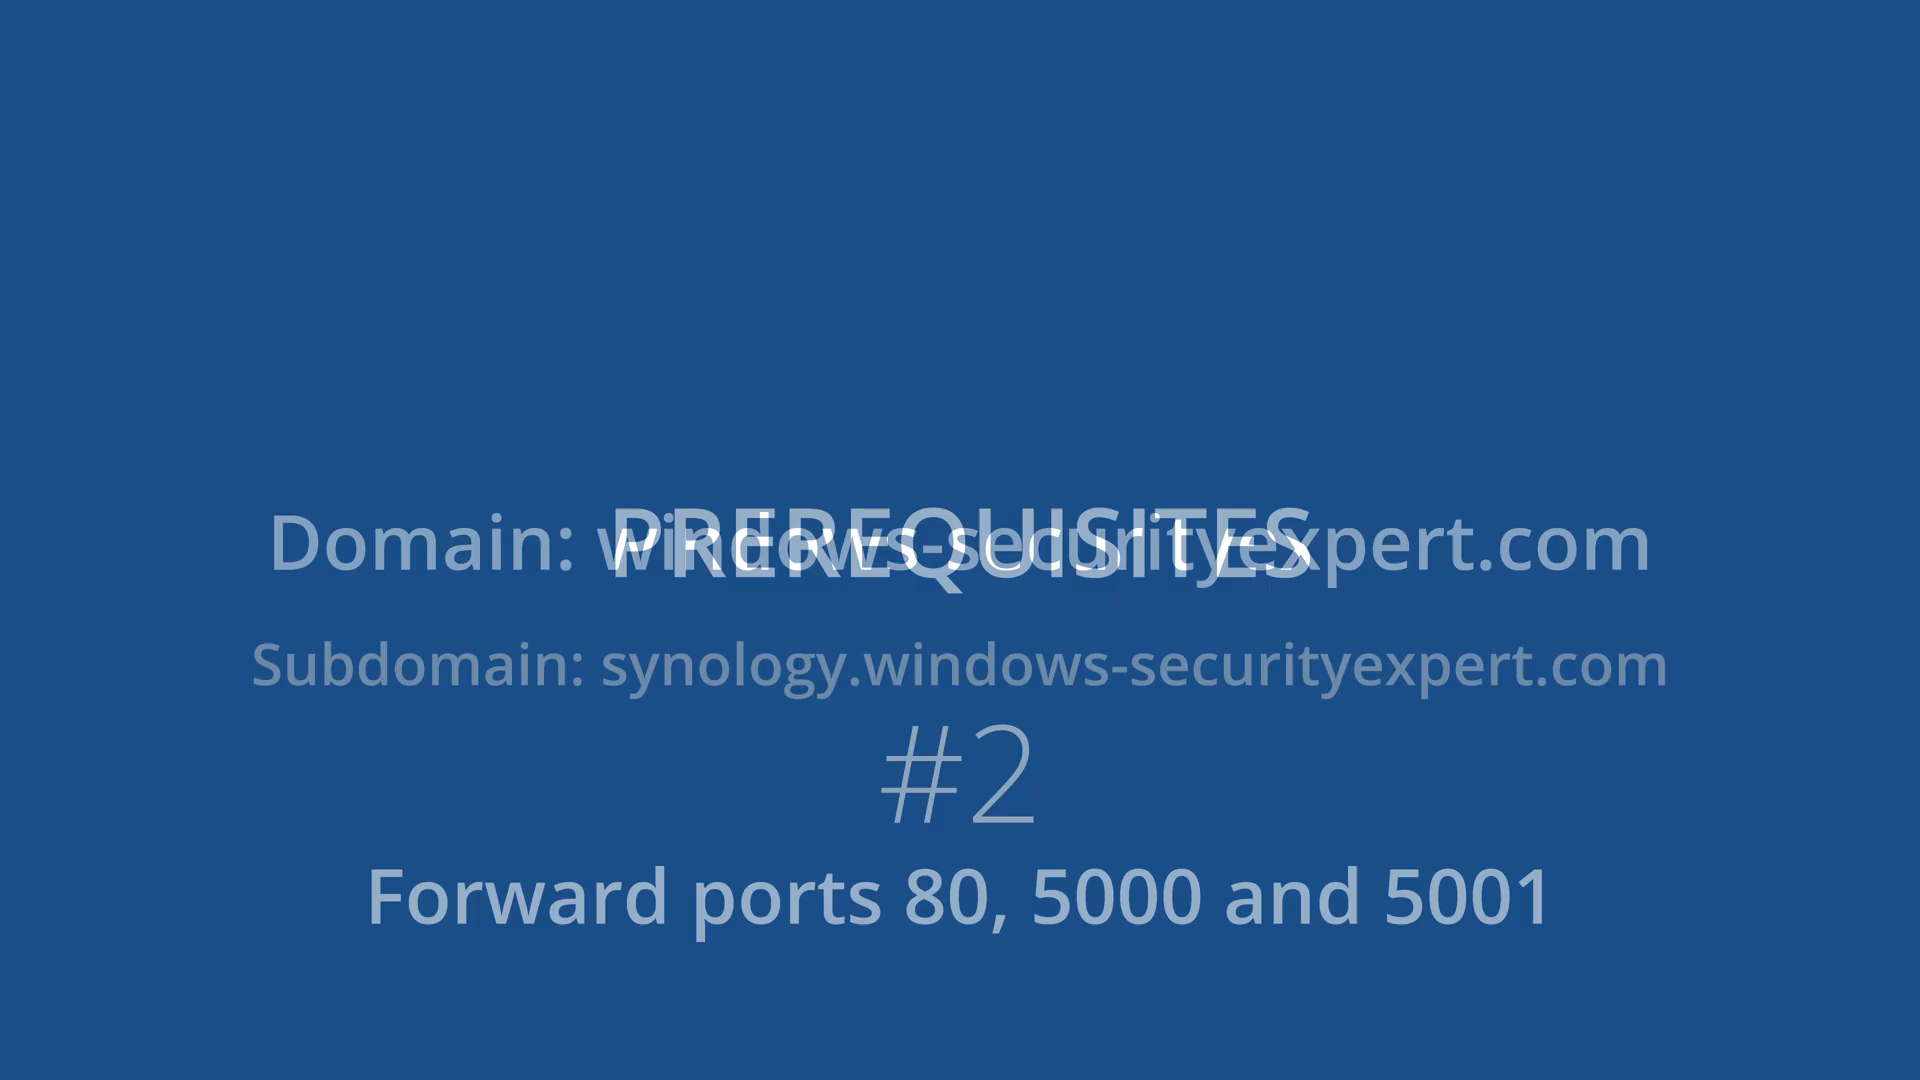 Domain: windows-securityexpert.com
PREREQUISITES
Subdomain: synology.windows-securityexpert.com
#2
Forward ports 80, 5000 and 5001